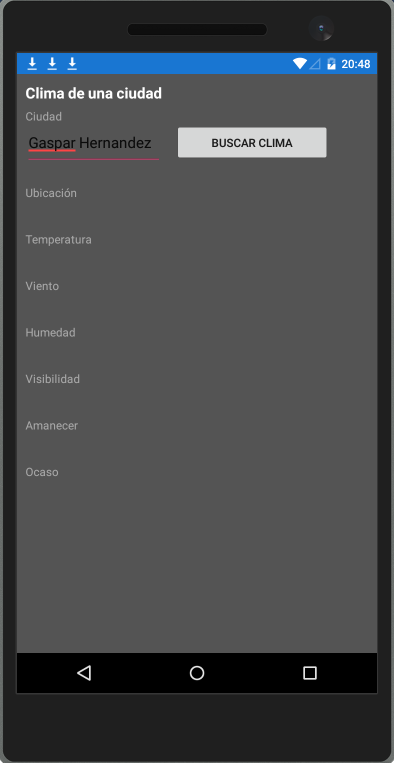 20:48
Clima de una ciudad
Ciudad
Gaspar Hernandez BUSCAR CLIMA
Ubicación
Temperatura
Viento
Humedad
Visibilidad
Amanecer
Ocaso